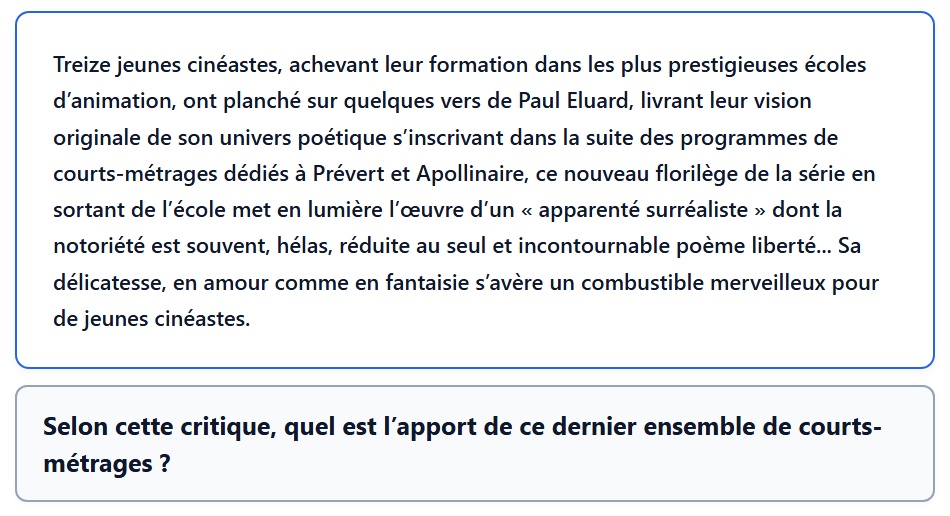 Treize jeunes cinéastes, achevant leur formation dans les plus prestigieuses écoles
d’animation, ont planché sur quelques vers de Paul Eluard, livrant leur vision
originale de son univers poétique s’inscrivant dans la suite des programmes de
courts-métrages dédiés à Prévert et Apollinaire, ce nouveau florilège de la série en
sortant de l’école met en lumière l’œuvre d’un « apparenté surréaliste » dont la
notoriété est souvent, hélas, réduite au seul et incontournable poème liberté... Sa
délicatesse, en amour comme en fantaisie s’avère un combustible merveilleux pour
de jeunes cinéastes.
Selon cette critique, quel est l’apport de ce dernier ensemble de courts-
métrages ?